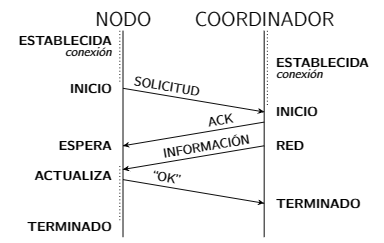 NODO COORDINADOR
ESTABLECIDA
conexión
ESTABLECIDA
conexión
INICIO
SOLICITUD
INICIO
ACK
ESPERA
INFORMACIÓN
RED
ACTUALIZA
"OK"
TERMINADO
TERMINADO